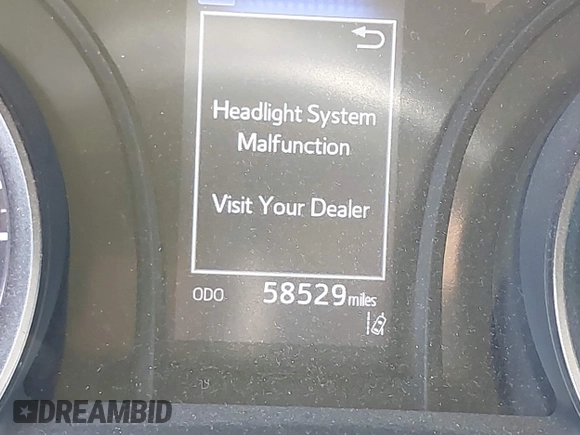 Headlight System
Malfunction
Visit Your Dealer
ODO 58529 miles
DREAMBID